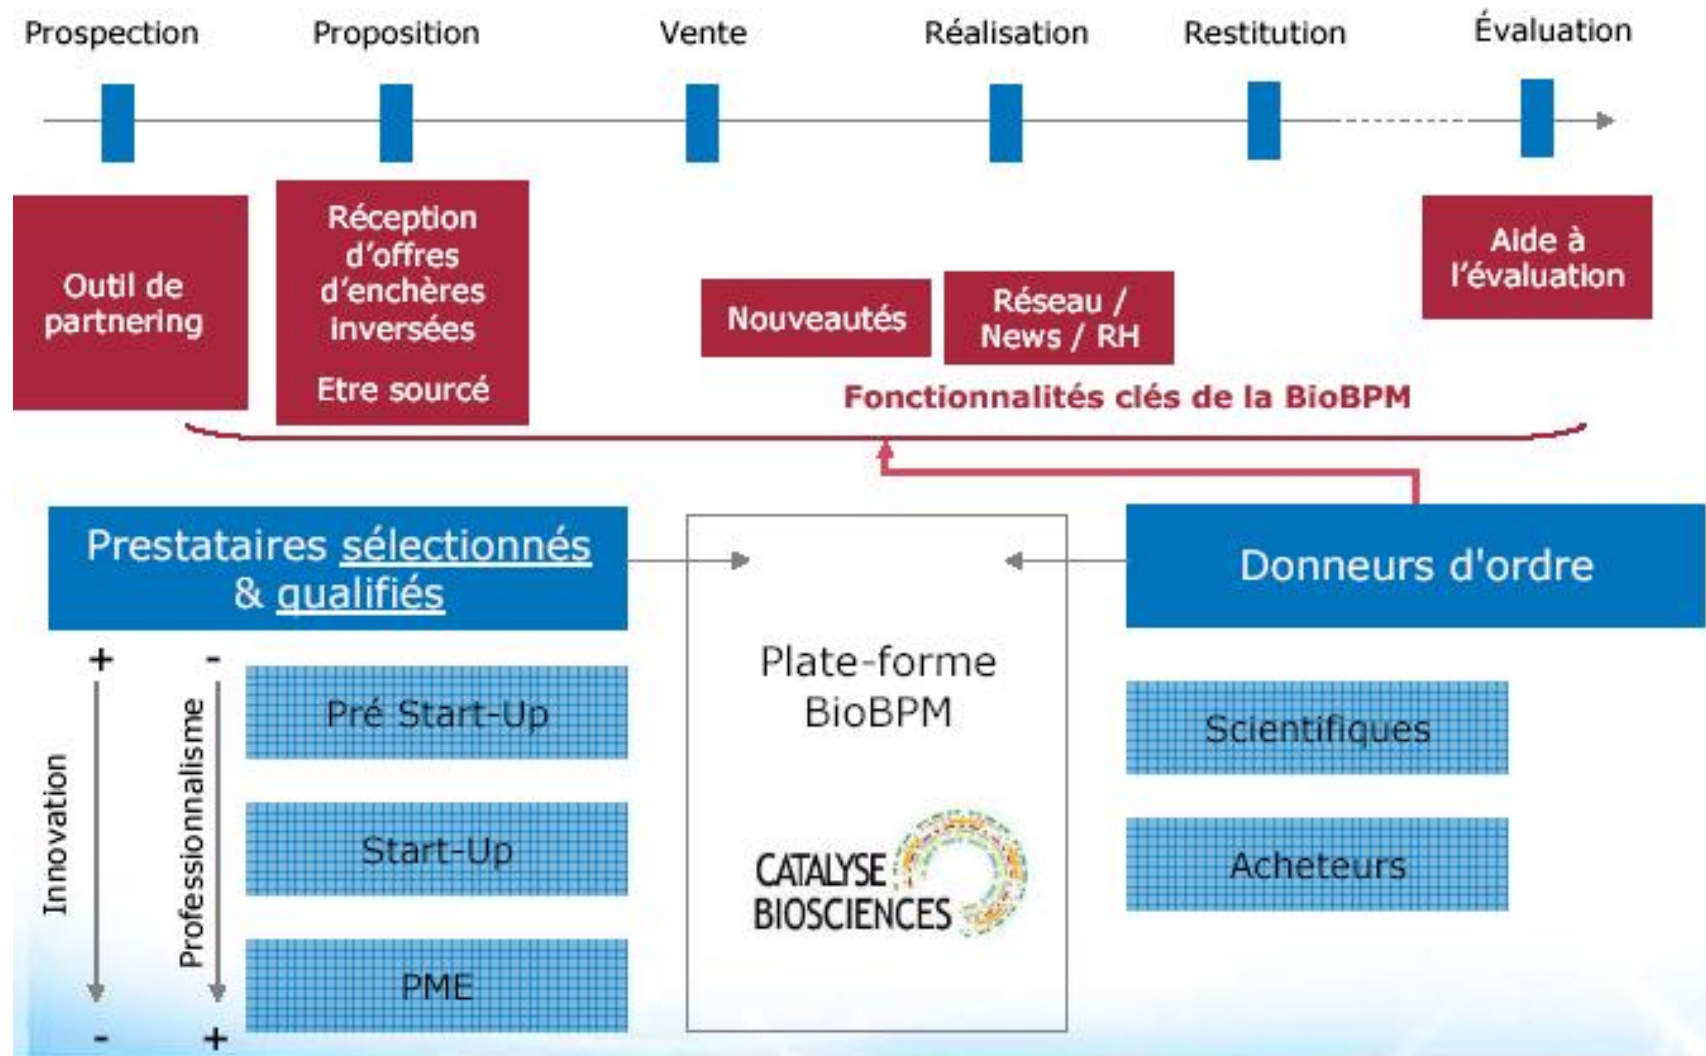 Prospection
Proposition
Vente
Réalisation
Restitution
Évaluation
Outil de
partnering
Réception
d'offres
d'enchères
inversées
Etre sourcé
Nouveautés
Réseau /
News / RH
Aide à
l'évaluation
Fonctionnalités clés de la BioBPM
Prestataires sélectionnés
& qualifiés
Donneurs d'ordre
+
-
Innovation
Professionnalisme
-
+
Pré Start-Up
Start-Up
PME
Plate-forme
BioBPM
CATALYSE
BIOSCIENCES
Scientifiques
Acheteurs